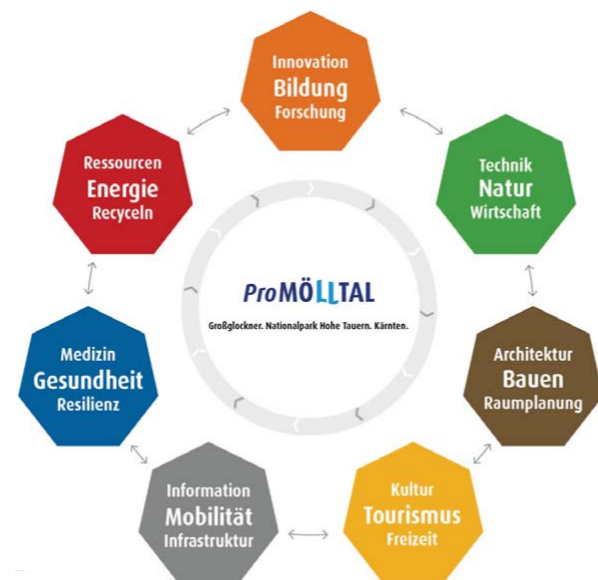 Innovation
Bildung
Forschung
Ressourcen
Energie
Recyceln
Technik
Natur
Wirtschaft
ProMÖLLTAL
Großglockner. Nationalpark Hohe Tauern. Kärnten.
Medizin
Gesundheit
Resilienz
Architektur
Bauen
Raumplanung
Information
Mobilität
Infrastruktur
Kultur
Tourismus
Freizeit